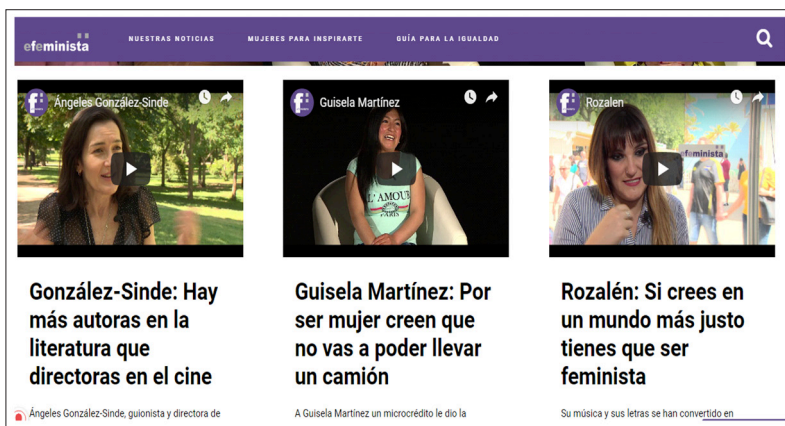 efeminista
NUESTRAS NOTICIAS
MUJERES PARA INSPIRARTE
GUÍA PARA LA IGUALDAD
Ángeles González-Sinde
Guisela Martínez
Rozalen
L'AMOUR
PARIS
efeminista
González-Sinde: Hay
más autoras en la
literatura que
directoras en el cine
Ángeles González-Sinde, guionista y directora de
Guisela Martínez: Por
ser mujer creen que
no vas a poder llevar
un camión
A Guisela Martínez un microcrédito le dio la
Rozalén: Si crees en
un mundo más justo
tienes que ser
feminista
Su música y sus letras se han convertido en